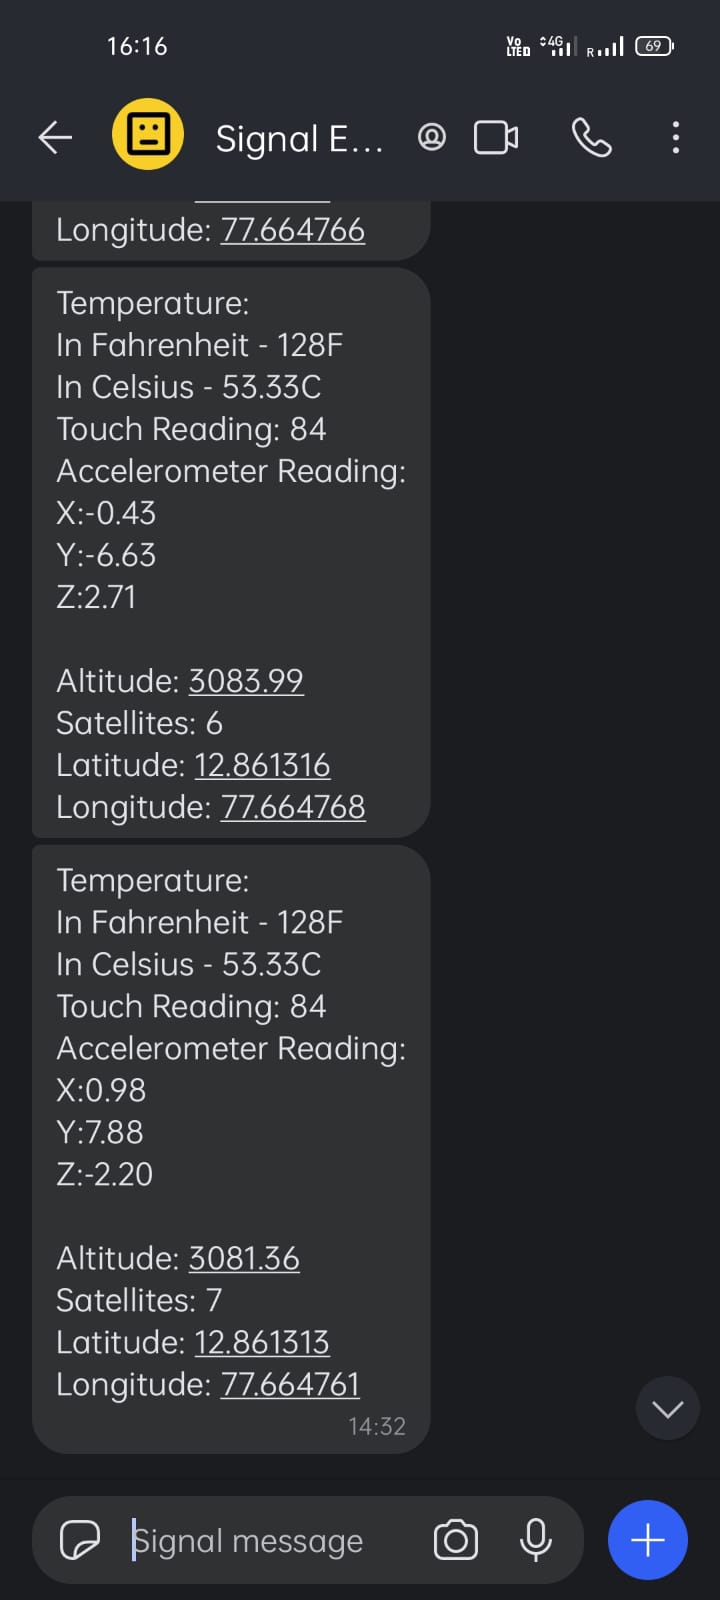 16:16
Vo
LTE D
4G
R
69
Signal E...
Longitude: 77.664766
Temperature:
In Fahrenheit - 128F
In Celsius - 53.33C
Touch Reading: 84
Accelerometer Reading:
X:-0.43
Y:-6.63
Z:2.71
Altitude: 3083.99
Satellites: 6
Latitude: 12.861316
Longitude: 77.664768
Temperature:
In Fahrenheit - 128F
In Celsius - 53.33C
Touch Reading: 84
Accelerometer Reading:
X:0.98
Y:7.88
Z:-2.20
Altitude: 3081.36
Satellites: 7
Latitude: 12.861313
Longitude: 77.664761
14:32
Signal message